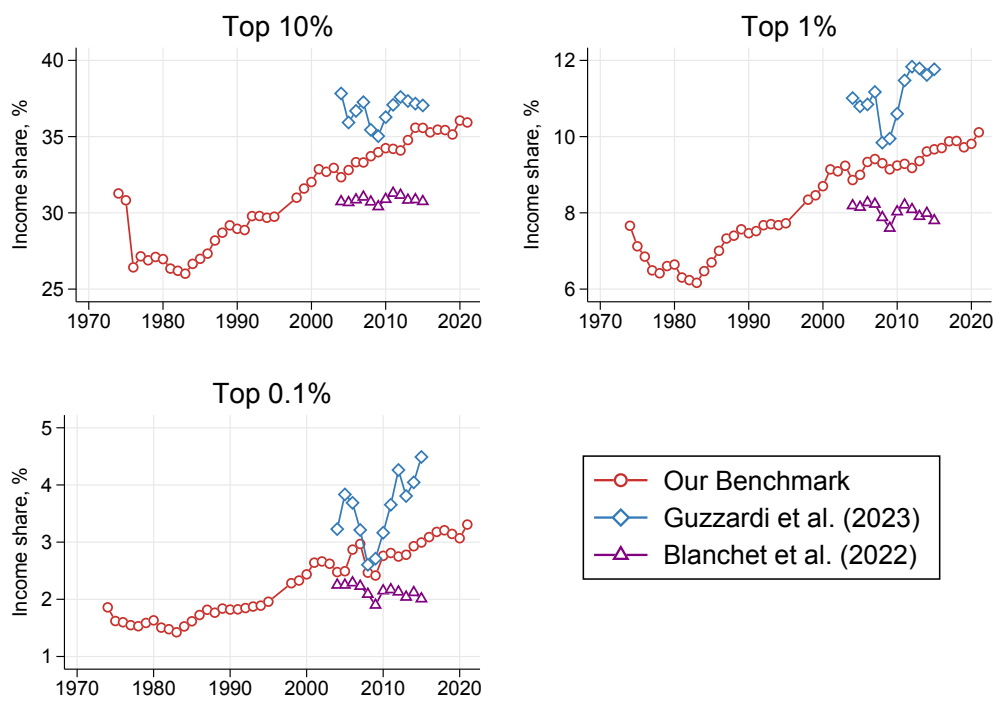 Top 10%
Income share, %
40
35
30
25
1970 1980 1990 2000 2010 2020
Top 1%
Income share, %
12
10
8
6
1970 1980 1990 2000 2010 2020
Top 0.1%
Income share, %
5
4
3
2
1
1970 1980 1990 2000 2010 2020
Our Benchmark
Guzzardi et al. (2023)
Blanchet et al. (2022)